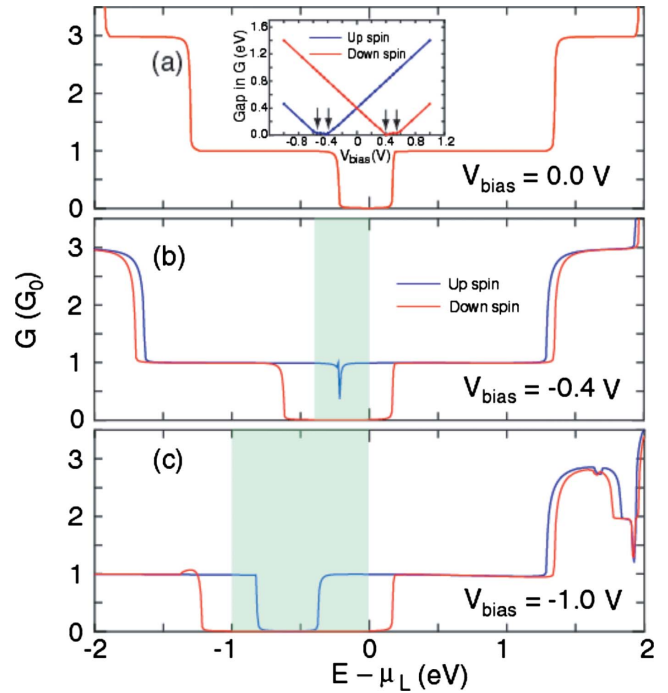 3
(a)
2
1
0
Gap in G (eV)
1.6
1.2
0.8
0.4
0.0
Up spin
Down spin
-0.8 -0.4 0 0.4 0.8 1.2
V_bias(V)
V_bias = 0.0 V
G (G_0)
3
(b)
2
1
0
Up spin
Down spin
V_bias = -0.4 V
3
(c)
2
1
0
V_bias = -1.0 V
-2 -1 0 1 2
E − μ_L (eV)